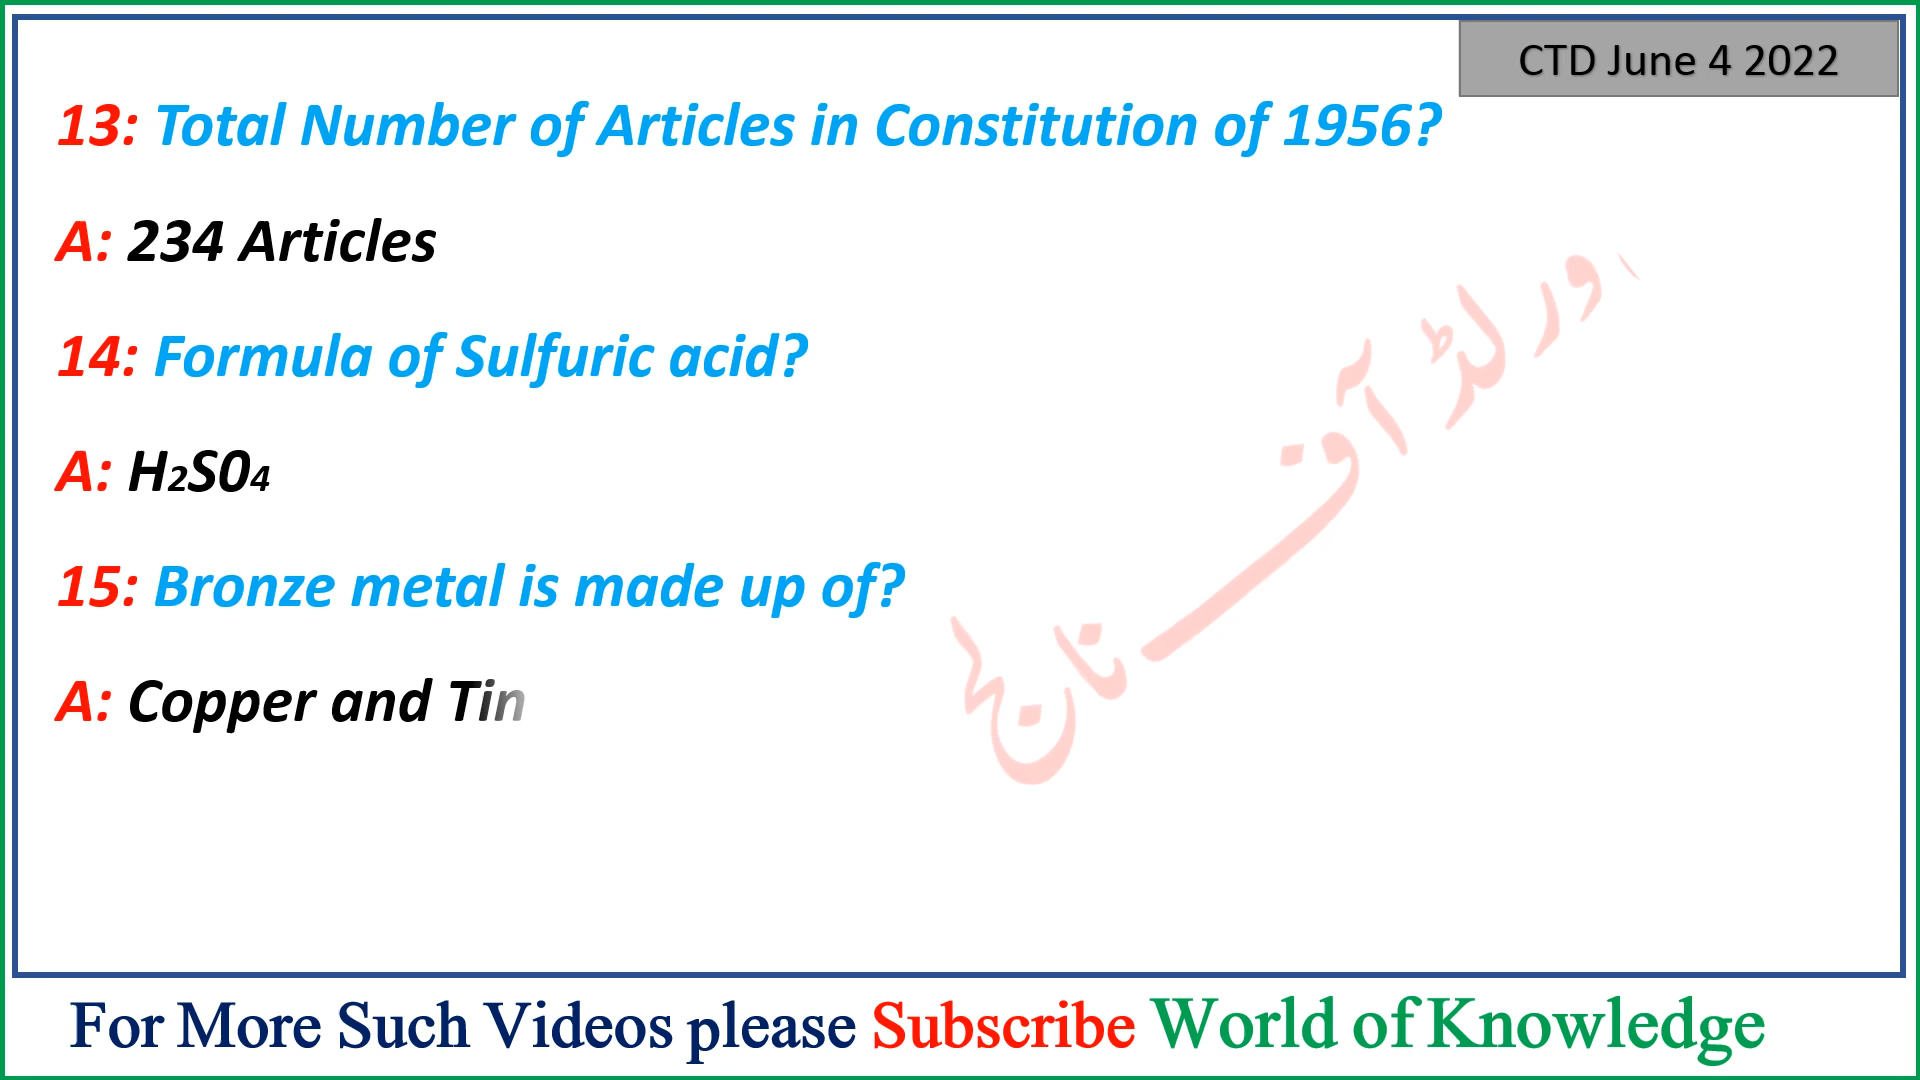 CTD June 4 2022
13: Total Number of Articles in Constitution of 1956?
A: 234 Articles
14: Formula of Sulfuric acid?
A: H₂S0₄
15: Bronze metal is made up of?
A: Copper and Tin
ورلڈ آف نالج
For More Such Videos please Subscribe World of Knowledge